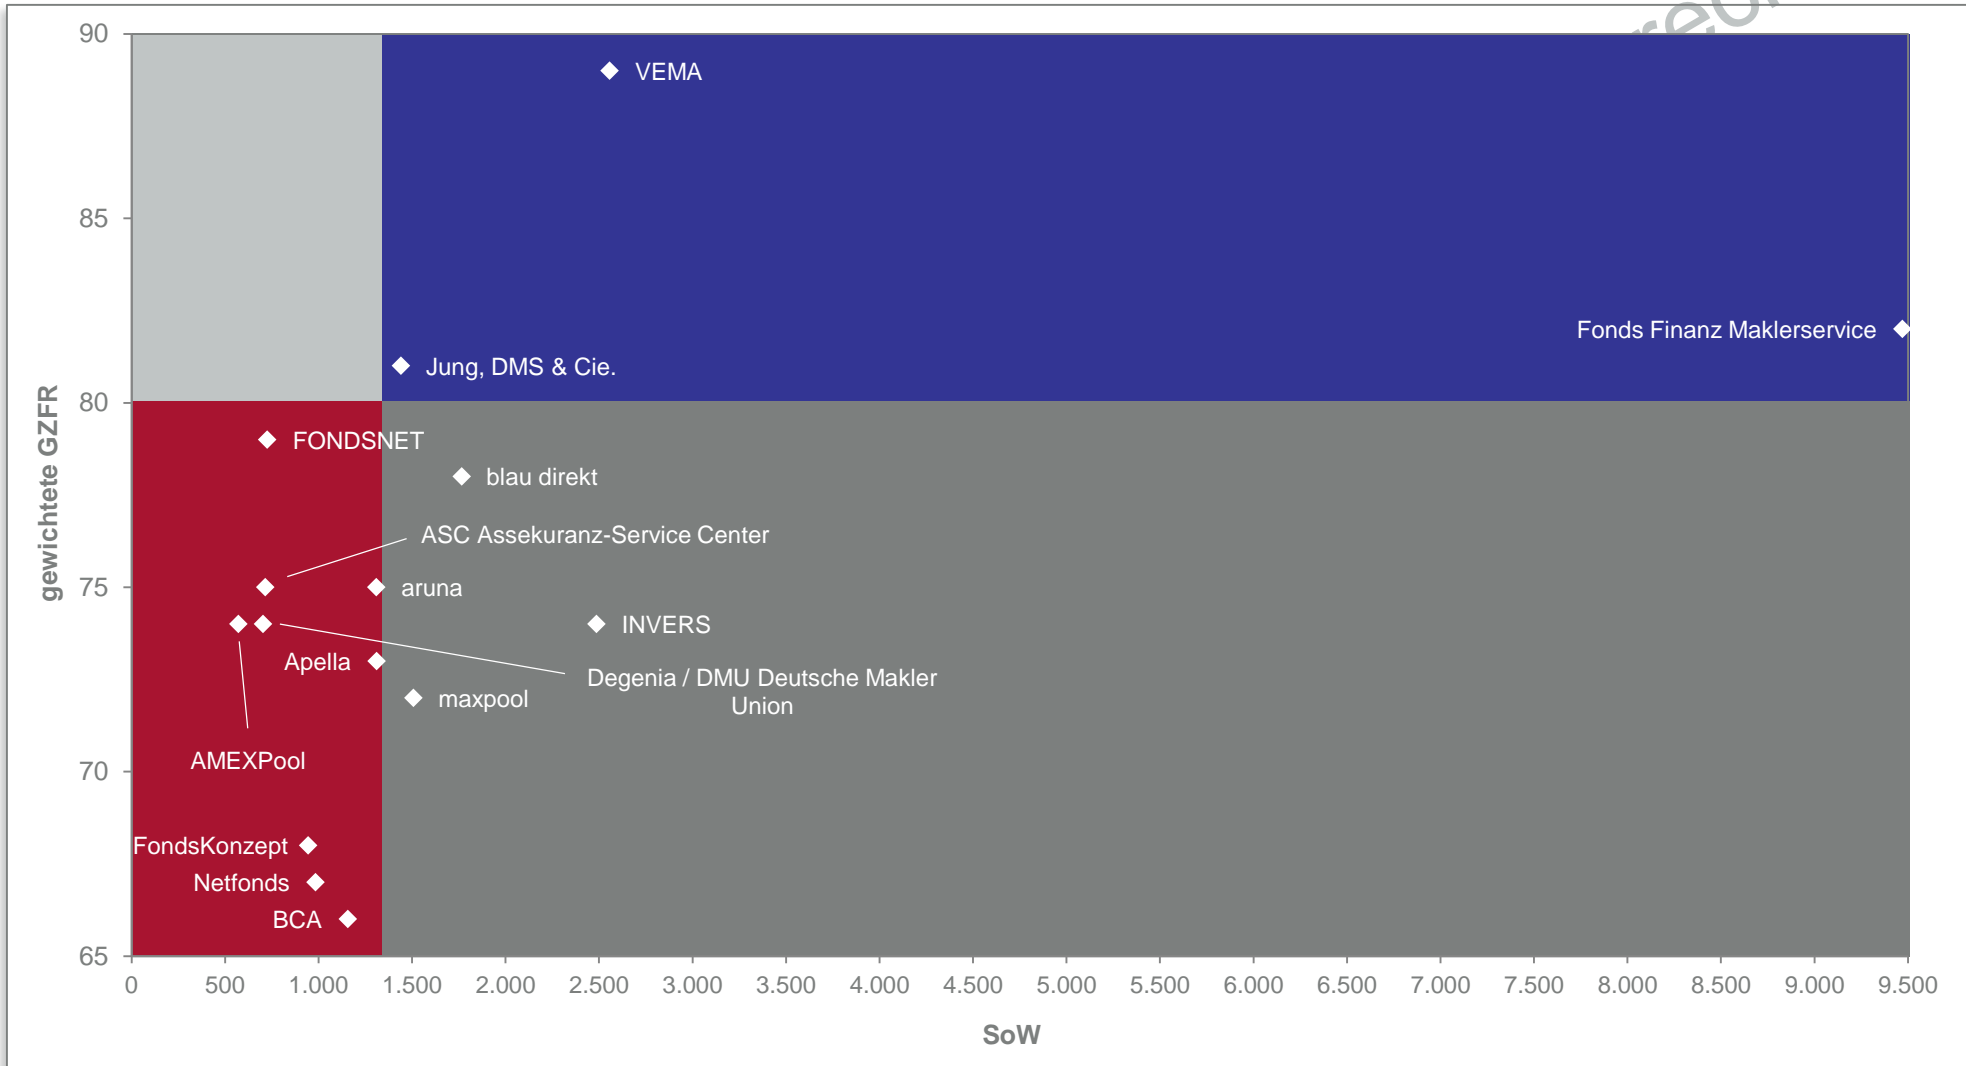 90
VEMA
85
Fonds Finanz Maklerservice
Jung, DMS & Cie.
80
gewichtete GZFR
FONDSNET
blau direkt
ASC Assekuranz-Service Center
75
aruna
INVERS
Apella
Degenia / DMU Deutsche Makler
Union
maxpool
AMEXPool
70
FondsKonzept
Netfonds
BCA
65
0 500 1.000 1.500 2.000 2.500 3.000 3.500 4.000 4.500 5.000 5.500 6.000 6.500 7.000 7.500 8.000 8.500 9.000 9.500
SoW